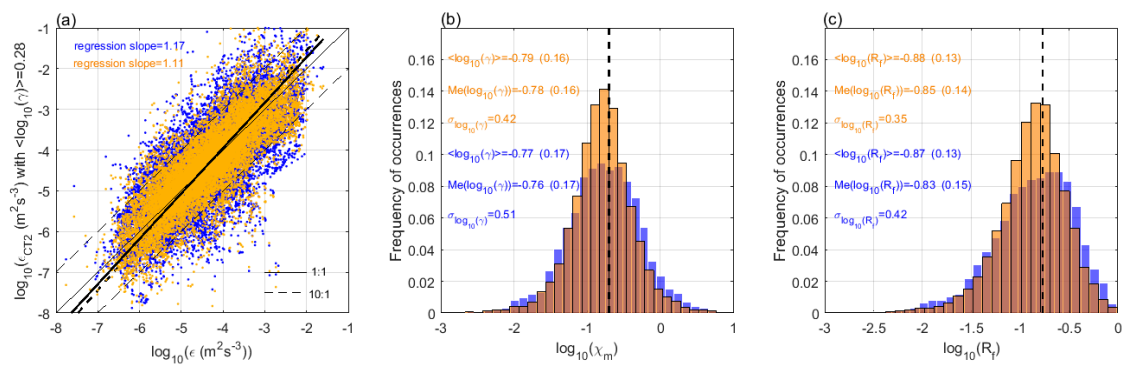 (a)
regression slope=1.17
regression slope=1.11
log10(ϵCT2 (m2s-3) with <log10(γ)>=0.28
-1
-2
-3
-4
-5
-6
-7
-8
1:1
10:1
-8 -7 -6 -5 -4 -3 -2 -1
log10(ϵ (m2s-3))
(b)
<log10(γ)>=-0.79 (0.16)
Me(log10(γ))=-0.78 (0.16)
σlog10(γ)=0.42
<log10(γ)>=-0.77 (0.17)
Me(log10(γ))=-0.76 (0.17)
σlog10(γ)=0.51
Frequency of occurrences
0.16
0.14
0.12
0.1
0.08
0.06
0.04
0.02
0
-3 -2 -1 0 1
log10(χm)
(c)
<log10(Rf)>=-0.88 (0.13)
Me(log10(Rf))=-0.85 (0.14)
σlog10(Rf)=0.35
<log10(Rf)>=-0.87 (0.13)
Me(log10(Rf))=-0.83 (0.15)
σlog10(Rf)=0.42
Frequency of occurrences
0.16
0.14
0.12
0.1
0.08
0.06
0.04
0.02
0
-3 -2.5 -2 -1.5 -1 -0.5 0
log10(Rf)